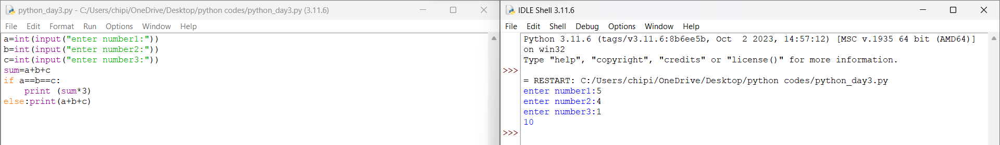 python_day3.py - C:/Users/chipi/OneDrive/Desktop/python codes/python_day3.py (3.11.6)
File Edit Format Run Options Window Help
a=int(input("enter number1:"))
b=int(input("enter number2:"))
c=int(input("enter number3:"))
sum=a+b+c
if a==b==c:
    print (sum*3)
else:print(a+b+c)
IDLE Shell 3.11.6
File Edit Shell Debug Options Window Help
Python 3.11.6 (tags/v3.11.6:8b6ee5b, Oct  2 2023, 14:57:12) [MSC v.1935 64 bit (AMD64)]
on win32
Type "help", "copyright", "credits" or "license()" for more information.
>>>
= RESTART: C:/Users/chipi/OneDrive/Desktop/python codes/python_day3.py
enter number1:5
enter number2:4
enter number3:1
10
>>>